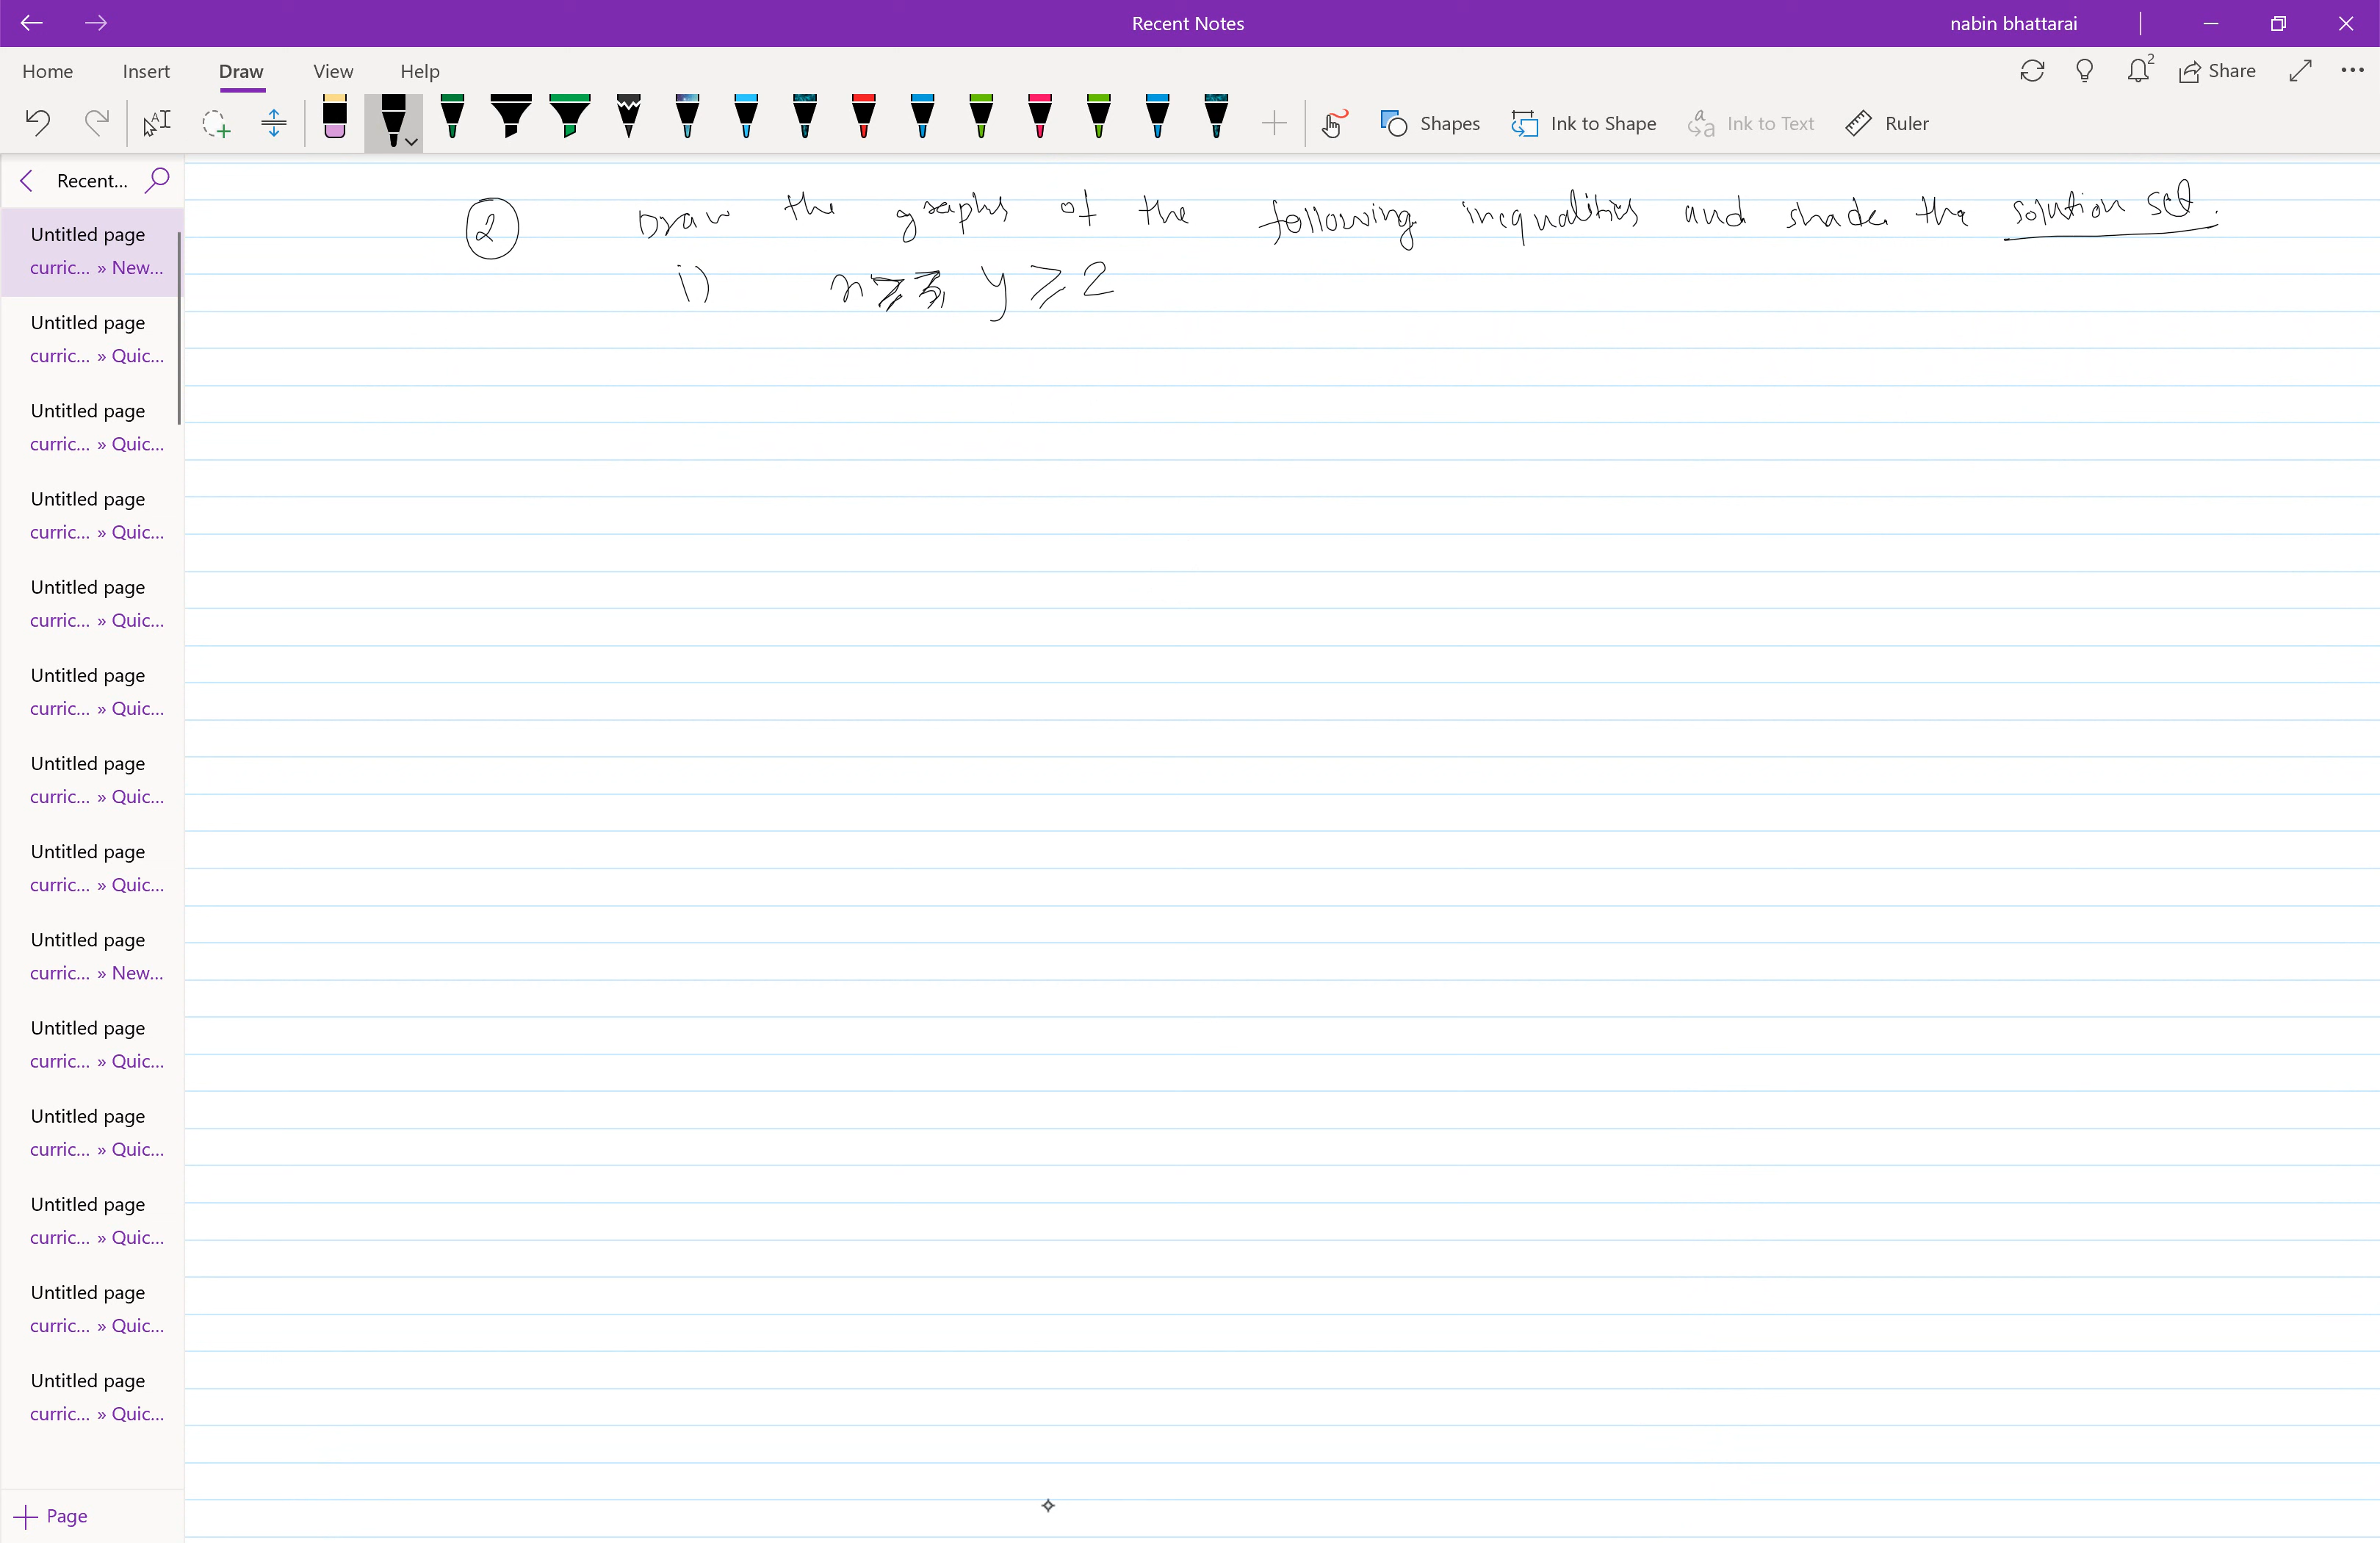 Recent Notes
nabin bhattarai
Home Insert Draw View Help
2 Share
Shapes Ink to Shape Ink to Text Ruler
Recent...
② Draw the graphs of the following inequalities and shade the solution set.
i) x ≥ 3, y ≥ 2
Untitled page
curric... » New...
Untitled page
curric... » Quic...
Untitled page
curric... » Quic...
Untitled page
curric... » Quic...
Untitled page
curric... » Quic...
Untitled page
curric... » Quic...
Untitled page
curric... » Quic...
Untitled page
curric... » Quic...
Untitled page
curric... » New...
Untitled page
curric... » Quic...
Untitled page
curric... » Quic...
Untitled page
curric... » Quic...
Untitled page
curric... » Quic...
Untitled page
curric... » Quic...
Page